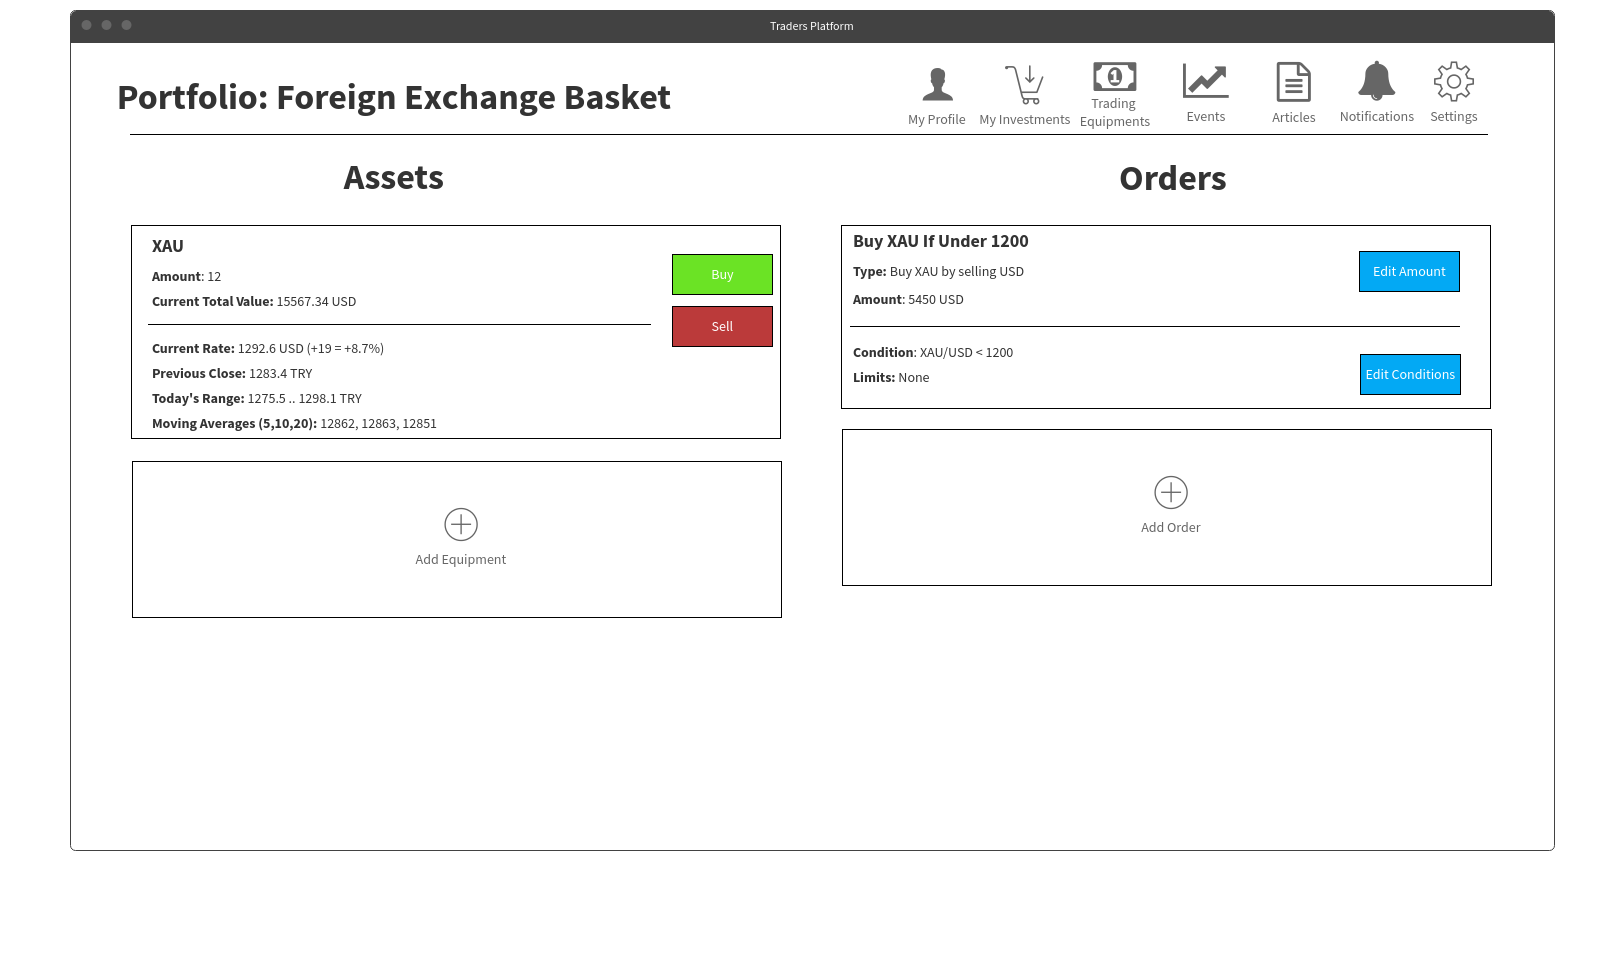 Traders Platform
Portfolio: Foreign Exchange Basket
My Profile
My Investments
Trading
Equipments
Events
Articles
Notifications
Settings
Assets
XAU
Amount: 12
Current Total Value: 15567.34 USD
Buy
Sell
Current Rate: 1292.6 USD (+19 = +8.7%)
Previous Close: 1283.4 TRY
Today's Range: 1275.5 .. 1298.1 TRY
Moving Averages (5,10,20): 12862, 12863, 12851
Add Equipment
Orders
Buy XAU If Under 1200
Type: Buy XAU by selling USD
Amount: 5450 USD
Edit Amount
Condition: XAU/USD < 1200
Limits: None
Edit Conditions
Add Order